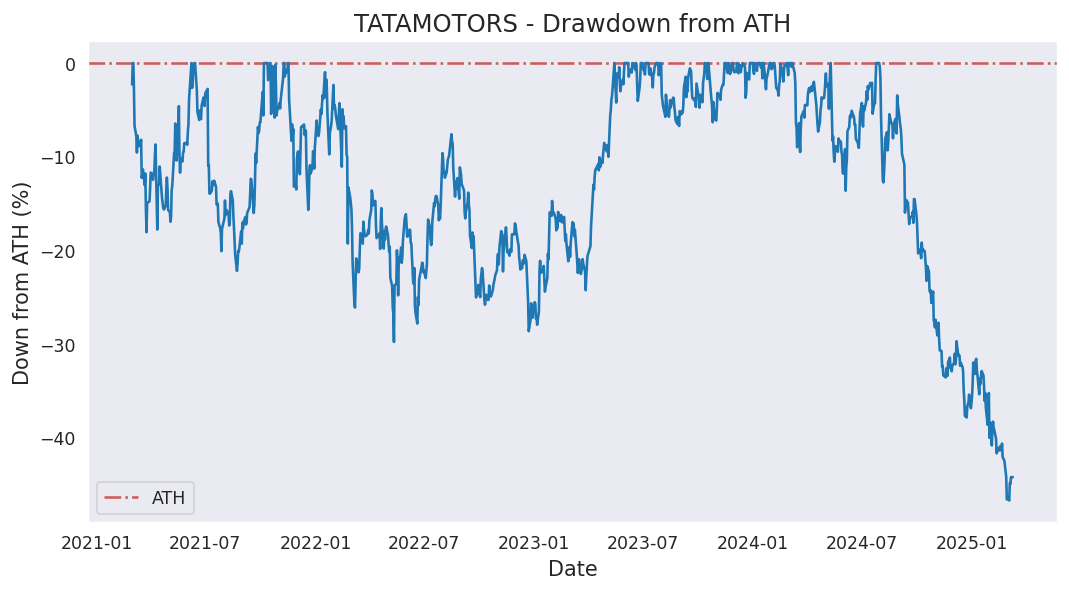 TATAMOTORS - Drawdown from ATH
Down from ATH (%)
0
−10
−20
−30
−40
ATH
2021-01 2021-07 2022-01 2022-07 2023-01 2023-07 2024-01 2024-07 2025-01
Date